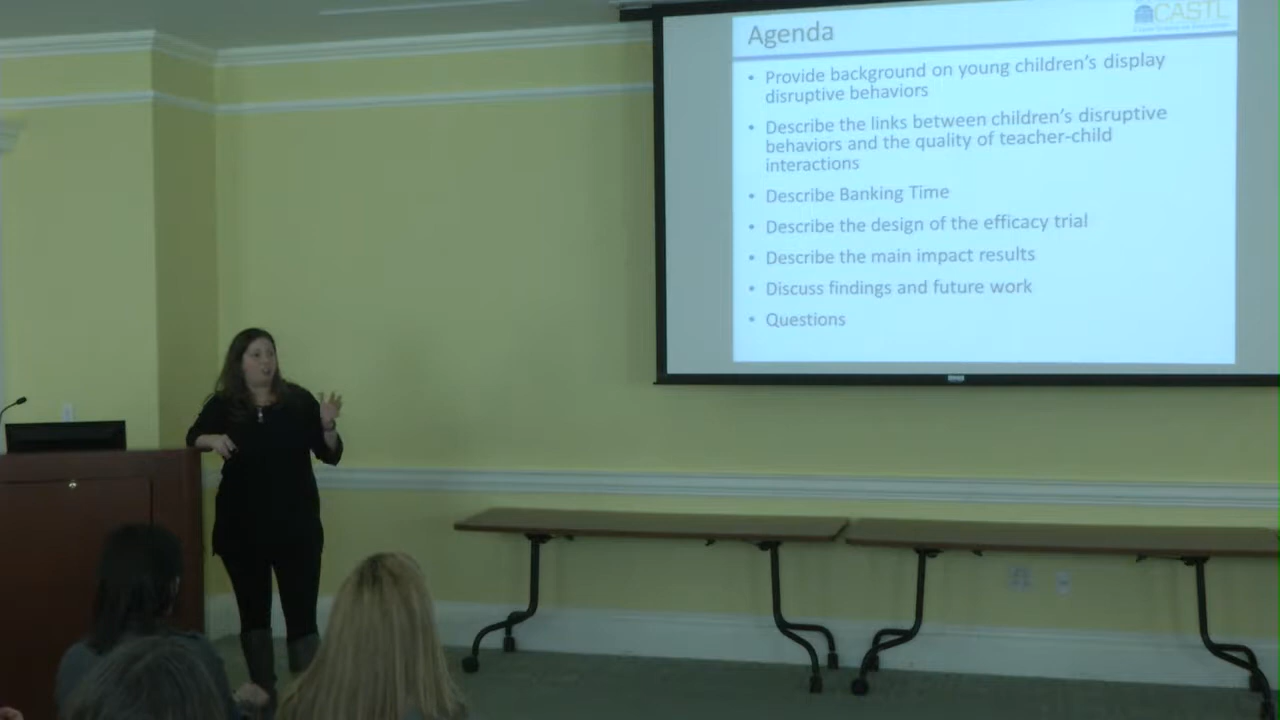 CASTL
Agenda
• Provide background on young children's display
disruptive behaviors
• Describe the links between children's disruptive
behaviors and the quality of teacher-child
interactions
• Describe Banking Time
• Describe the design of the efficacy trial
• Describe the main impact results
• Discuss findings and future work
• Questions